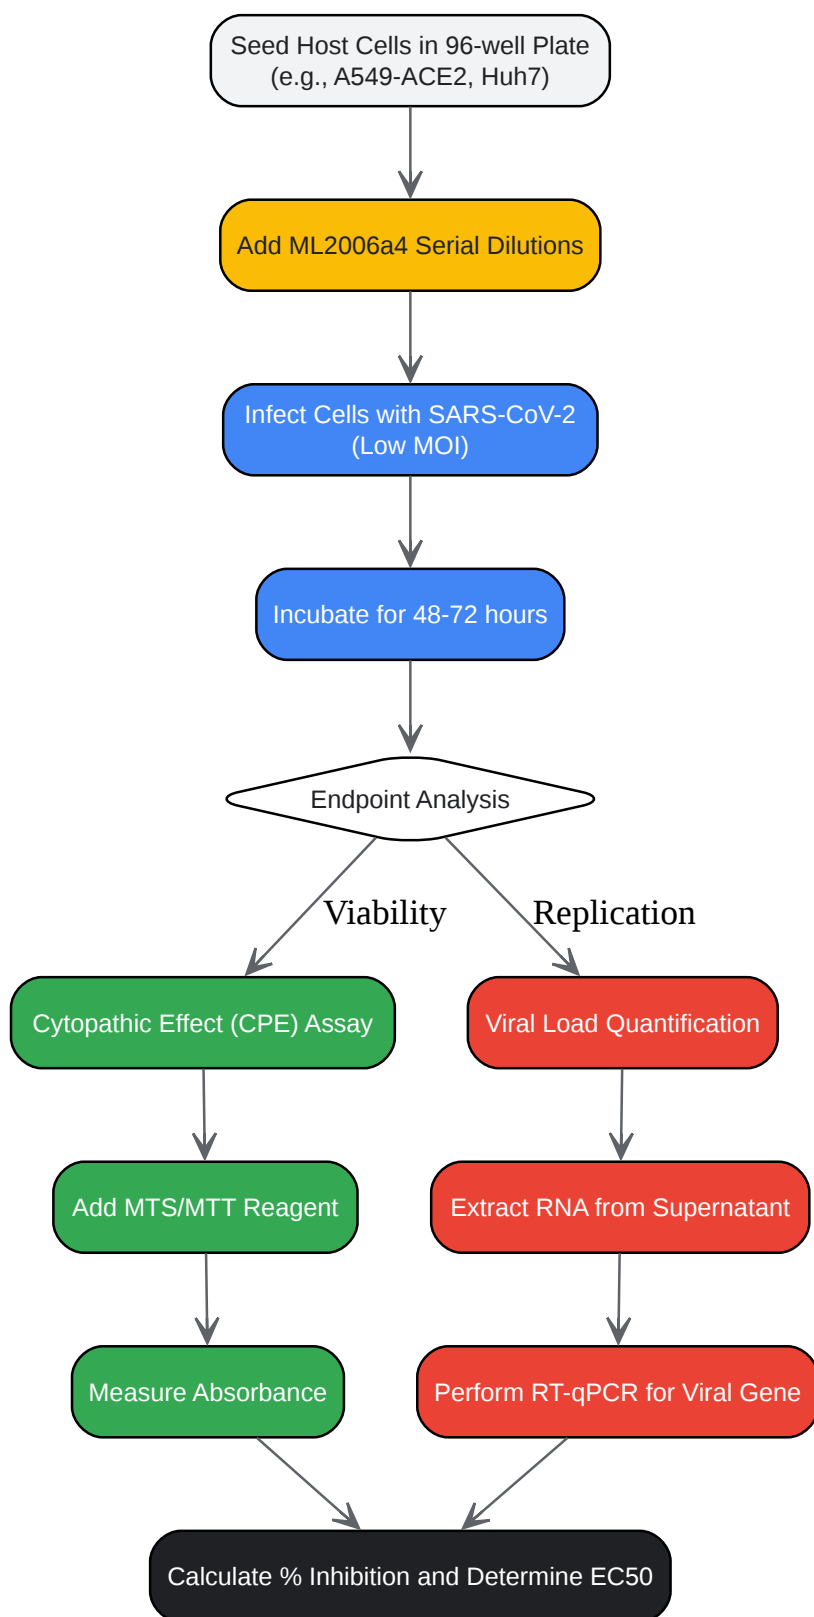 Seed Host Cells in 96-well Plate
(e.g., A549-ACE2, Huh7)
Add ML2006a4 Serial Dilutions
Infect Cells with SARS-CoV-2
(Low MOI)
Incubate for 48-72 hours
Endpoint Analysis
Viability
Replication
Cytopathic Effect (CPE) Assay
Viral Load Quantification
Add MTS/MTT Reagent
Extract RNA from Supernatant
Measure Absorbance
Perform RT-qPCR for Viral Gene
Calculate % Inhibition and Determine EC50